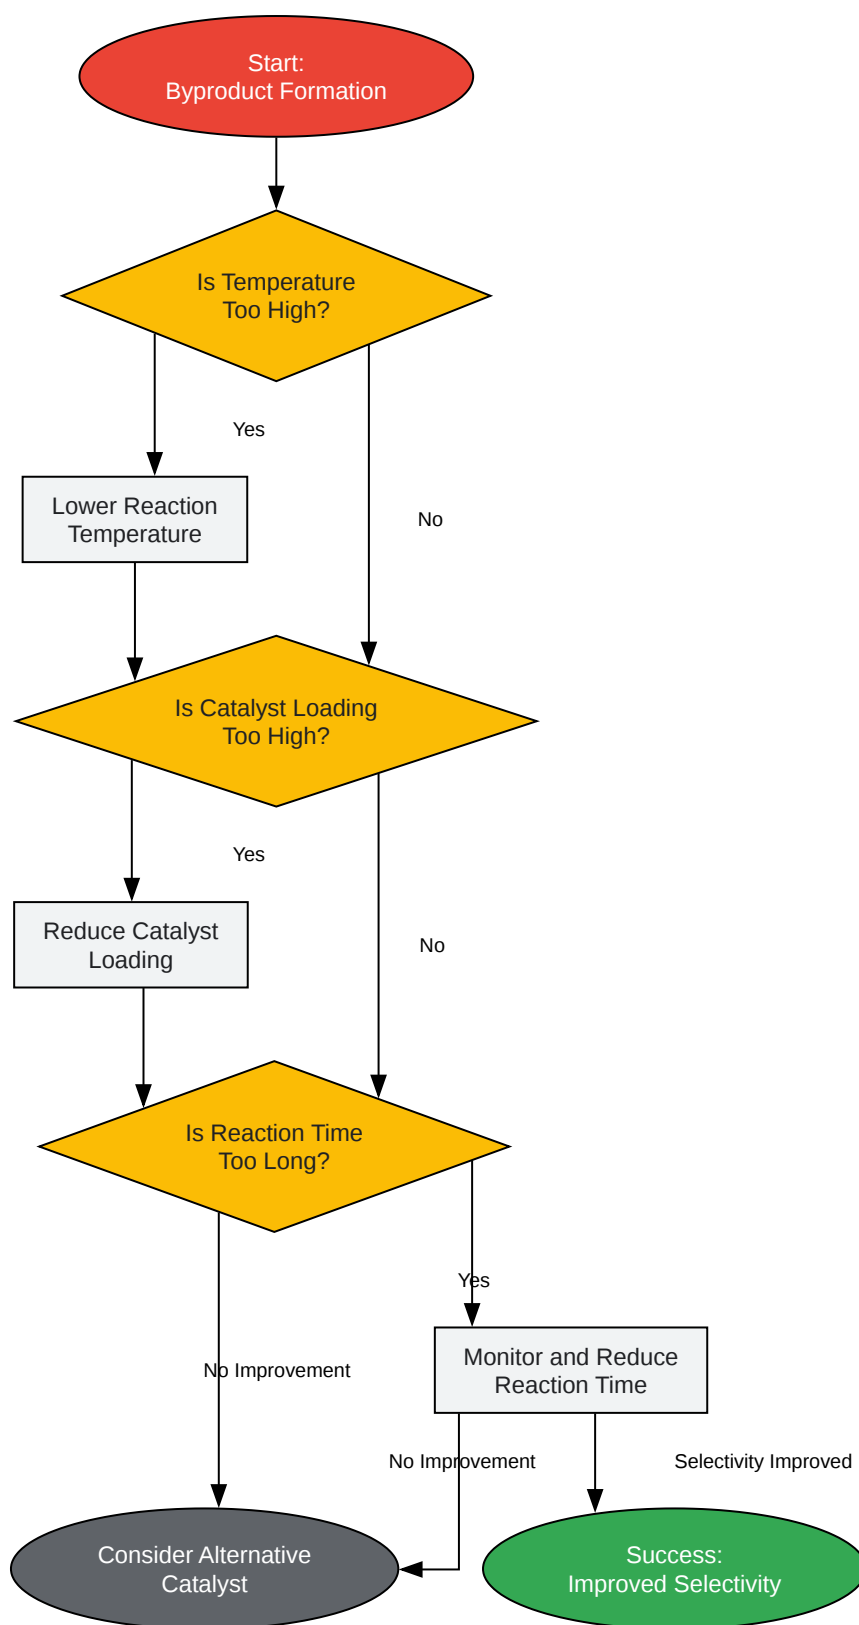 Start:
Byproduct Formation
Is Temperature
Too High?
Yes
Lower Reaction
Temperature
No
Is Catalyst Loading
Too High?
Yes
Reduce Catalyst
Loading
No
Is Reaction Time
Too Long?
Yes
No Improvement
Monitor and Reduce
Reaction Time
No Improvement
Selectivity Improved
Consider Alternative
Catalyst
Success:
Improved Selectivity